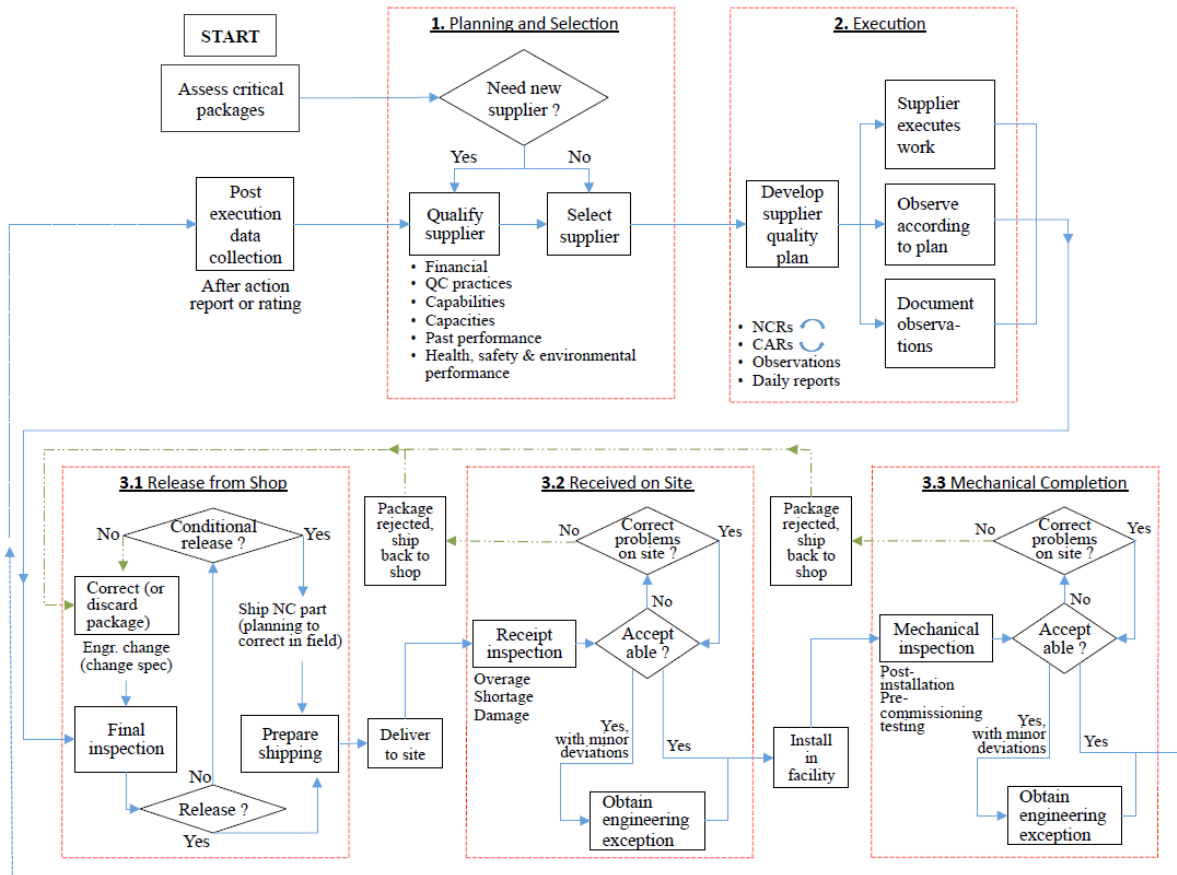 START
Assess critical
packages
1. Planning and Selection
Need new
supplier ?
Yes
No
Post
execution
data
collection
After action
report or rating
Qualify
supplier
Select
supplier
• Financial
• QC practices
• Capabilities
• Capacities
• Past performance
• Health, safety & environmental
performance
2. Execution
Develop
supplier
quality
plan
Supplier
executes
work
Observe
according
to plan
Document
observa-
tions
• NCRs
• CARs
• Observations
• Daily reports
3.1 Release from Shop
No
Conditional
release ?
Yes
Correct (or
discard
package)
Engr. change
(change spec)
Ship NC part
(planning to
correct in field)
Final
inspection
Prepare
shipping
No
Release ?
Yes
Deliver
to site
Package
rejected,
ship
back to
shop
3.2 Received on Site
No
Correct
problems
on site ?
Yes
No
Receipt
inspection
Accept
able ?
Overage
Shortage
Damage
Yes,
with minor
deviations
Yes
Obtain
engineering
exception
Install
in
facility
Package
rejected,
ship
back to
shop
3.3 Mechanical Completion
No
Correct
problems
on site ?
Yes
No
Mechanical
inspection
Accept
able ?
Post-
installation
Pre-
commissioning
testing
Yes,
with minor
deviations
Yes
Obtain
engineering
exception